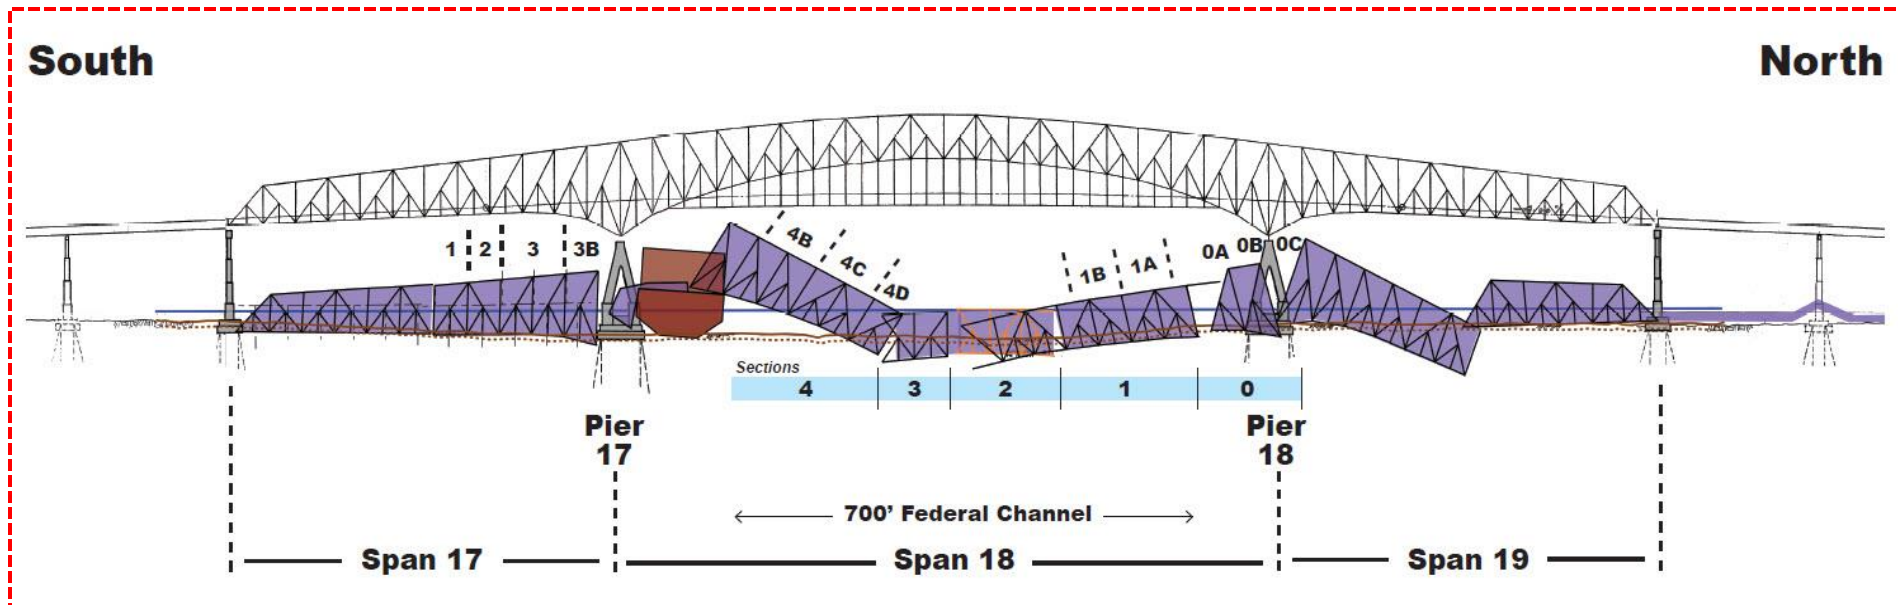 South
North
1
2
3
3B
4B
4C
4D
1B
1A
0A
0B
0C
Sections
4
3
2
1
0
Pier
17
Pier
18
700’ Federal Channel
Span 17
Span 18
Span 19